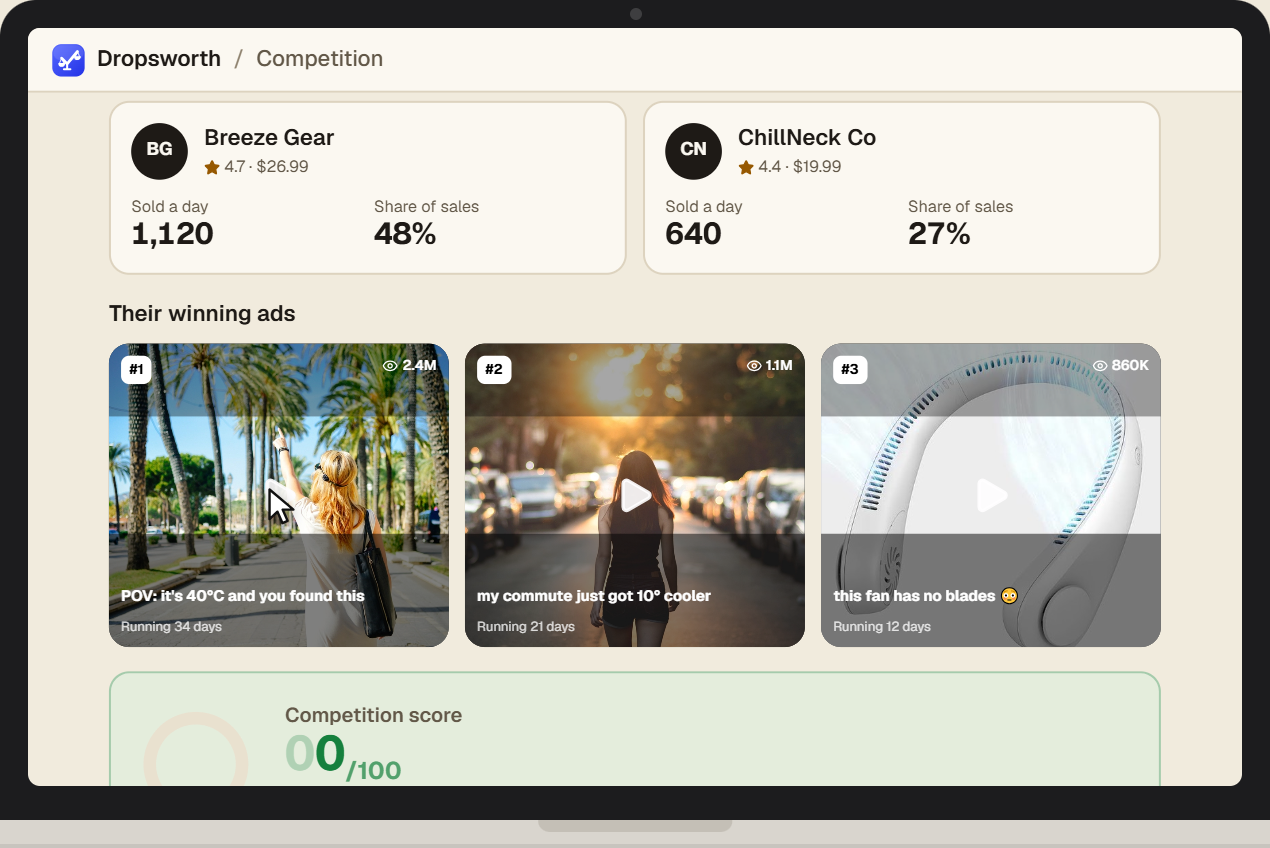 Dropsworth / Competition
BG
Breeze Gear
4.7 · $26.99
Sold a day
1,120
Share of sales
48%
CN
ChillNeck Co
4.4 · $19.99
Sold a day
640
Share of sales
27%
Their winning ads
#1
2.4M
POV: it's 40°C and you found this
Running 34 days
#2
1.1M
my commute just got 10° cooler
Running 21 days
#3
860K
this fan has no blades 😳
Running 12 days
Competition score
00/100